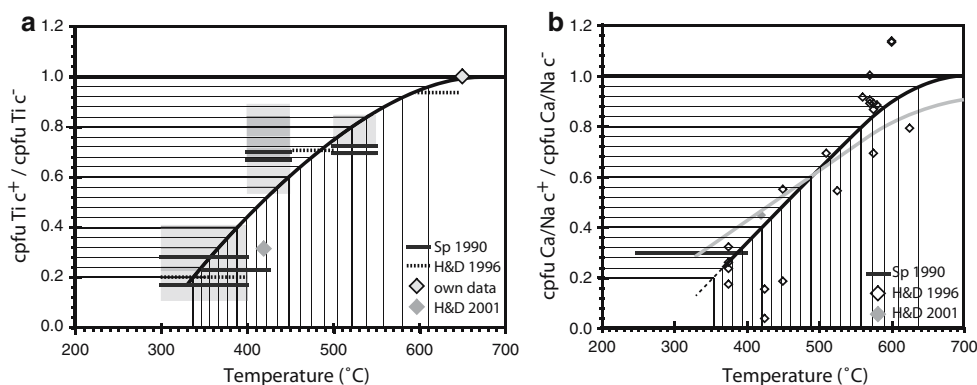 a
cpfu Ti c⁺ / cpfu Ti c⁻
1.2
1.0
0.8
0.6
0.4
0.2
0.0
200 300 400 500 600 700
Temperature (˚C)
Sp 1990
H&D 1996
own data
H&D 2001
b
cpfu Ca/Na c⁺ / cpfu Ca/Na c⁻
1.2
1.0
0.8
0.6
0.4
0.2
0.0
200 300 400 500 600 700
Temperature (˚C)
Sp 1990
H&D 1996
H&D 2001